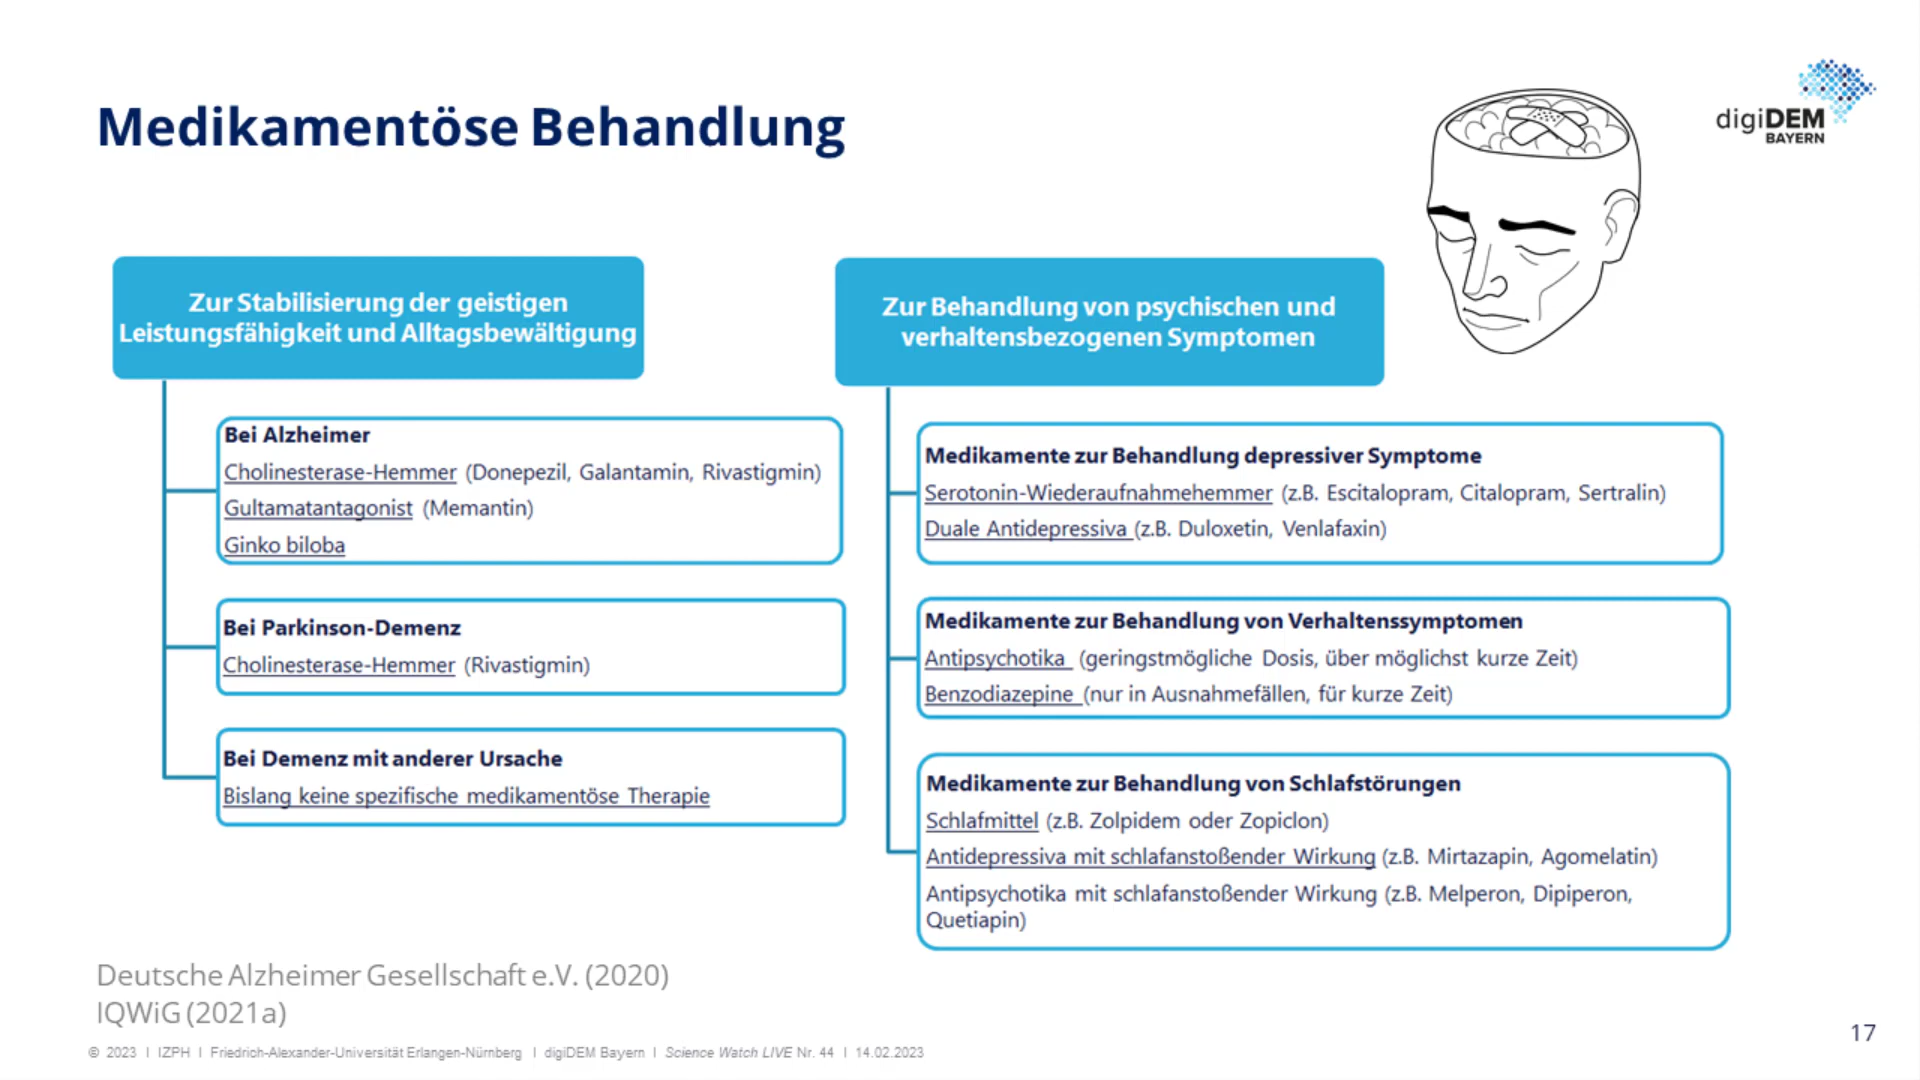 Medikamentöse Behandlung
digiDEM
BAYERN
Zur Stabilisierung der geistigen
Leistungsfähigkeit und Alltagsbewältigung
Bei Alzheimer
Cholinesterase-Hemmer (Donepezil, Galantamin, Rivastigmin)
Gultamatantagonist (Memantin)
Ginko biloba
Bei Parkinson-Demenz
Cholinesterase-Hemmer (Rivastigmin)
Bei Demenz mit anderer Ursache
Bislang keine spezifische medikamentöse Therapie
Zur Behandlung von psychischen und
verhaltensbezogenen Symptomen
Medikamente zur Behandlung depressiver Symptome
Serotonin-Wiederaufnahmehemmer (z.B. Escitalopram, Citalopram, Sertralin)
Duale Antidepressiva (z.B. Duloxetin, Venlafaxin)
Medikamente zur Behandlung von Verhaltenssymptomen
Antipsychotika (geringstmögliche Dosis, über möglichst kurze Zeit)
Benzodiazepine (nur in Ausnahmefällen, für kurze Zeit)
Medikamente zur Behandlung von Schlafstörungen
Schlafmittel (z.B. Zolpidem oder Zopiclon)
Antidepressiva mit schlafanstoßender Wirkung (z.B. Mirtazapin, Agomelatin)
Antipsychotika mit schlafanstoßender Wirkung (z.B. Melperon, Dipiperon,
Quetiapin)
Deutsche Alzheimer Gesellschaft e.V. (2020)
IQWiG (2021a)
© 2023 I IZPH I Friedrich-Alexander-Universität Erlangen-Nürnberg I digiDEM Bayern I Science Watch LIVE Nr. 44 I 14.02.2023
17